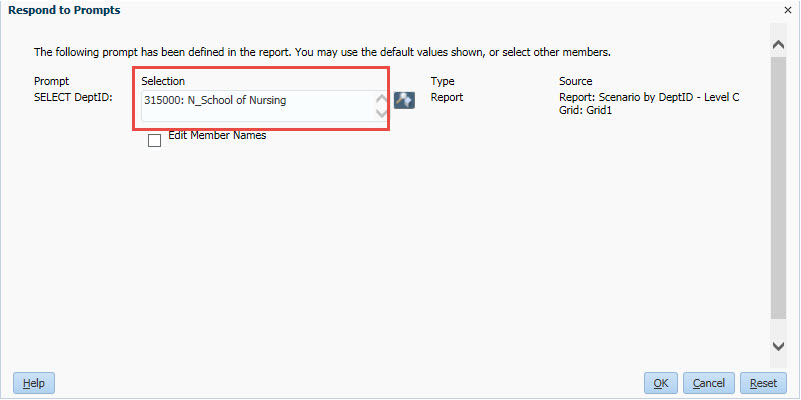 Respond to Prompts
The following prompt has been defined in the report. You may use the default values shown, or select other members.
Prompt Selection Type Source
SELECT DeptID: 315000: N_School of Nursing Report Report: Scenario by DeptID - Level C
Grid: Grid1
Edit Member Names
Help OK Cancel Reset